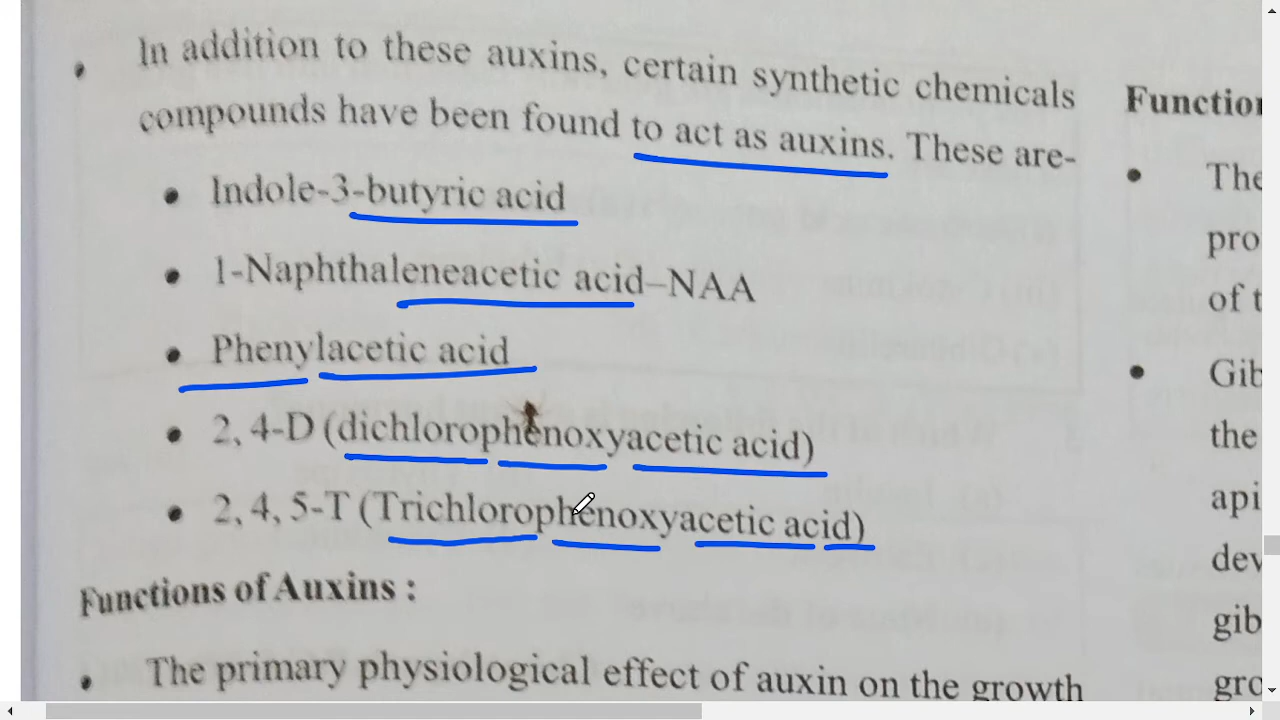 In addition to these auxins, certain synthetic chemicals
compounds have been found to act as auxins. These are-
• Indole-3-butyric acid
• 1-Naphthaleneacetic acid–NAA
• Phenylacetic acid
• 2, 4-D (dichlorophenoxyacetic acid)
• 2, 4, 5-T (Trichlorophenoxyacetic acid)
Functions of Auxins :
• The primary physiological effect of auxin on the growth
Function
• The
pro
of t
• Gib
the
api
dev
gib
gro